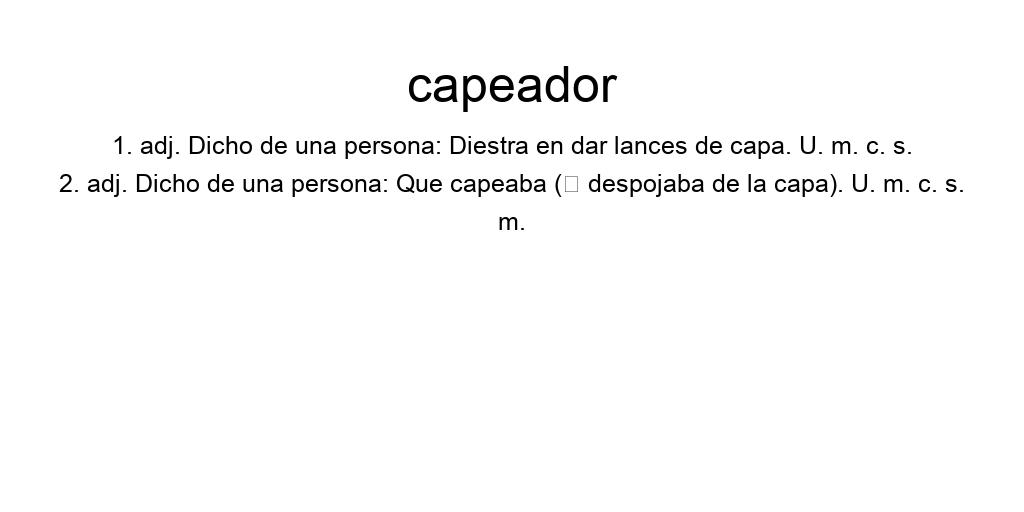 capeador
1. adj. Dicho de una persona: Diestra en dar lances de capa. U. m. c. s.
2. adj. Dicho de una persona: Que capeaba (□ despojaba de la capa). U. m. c. s.
m.